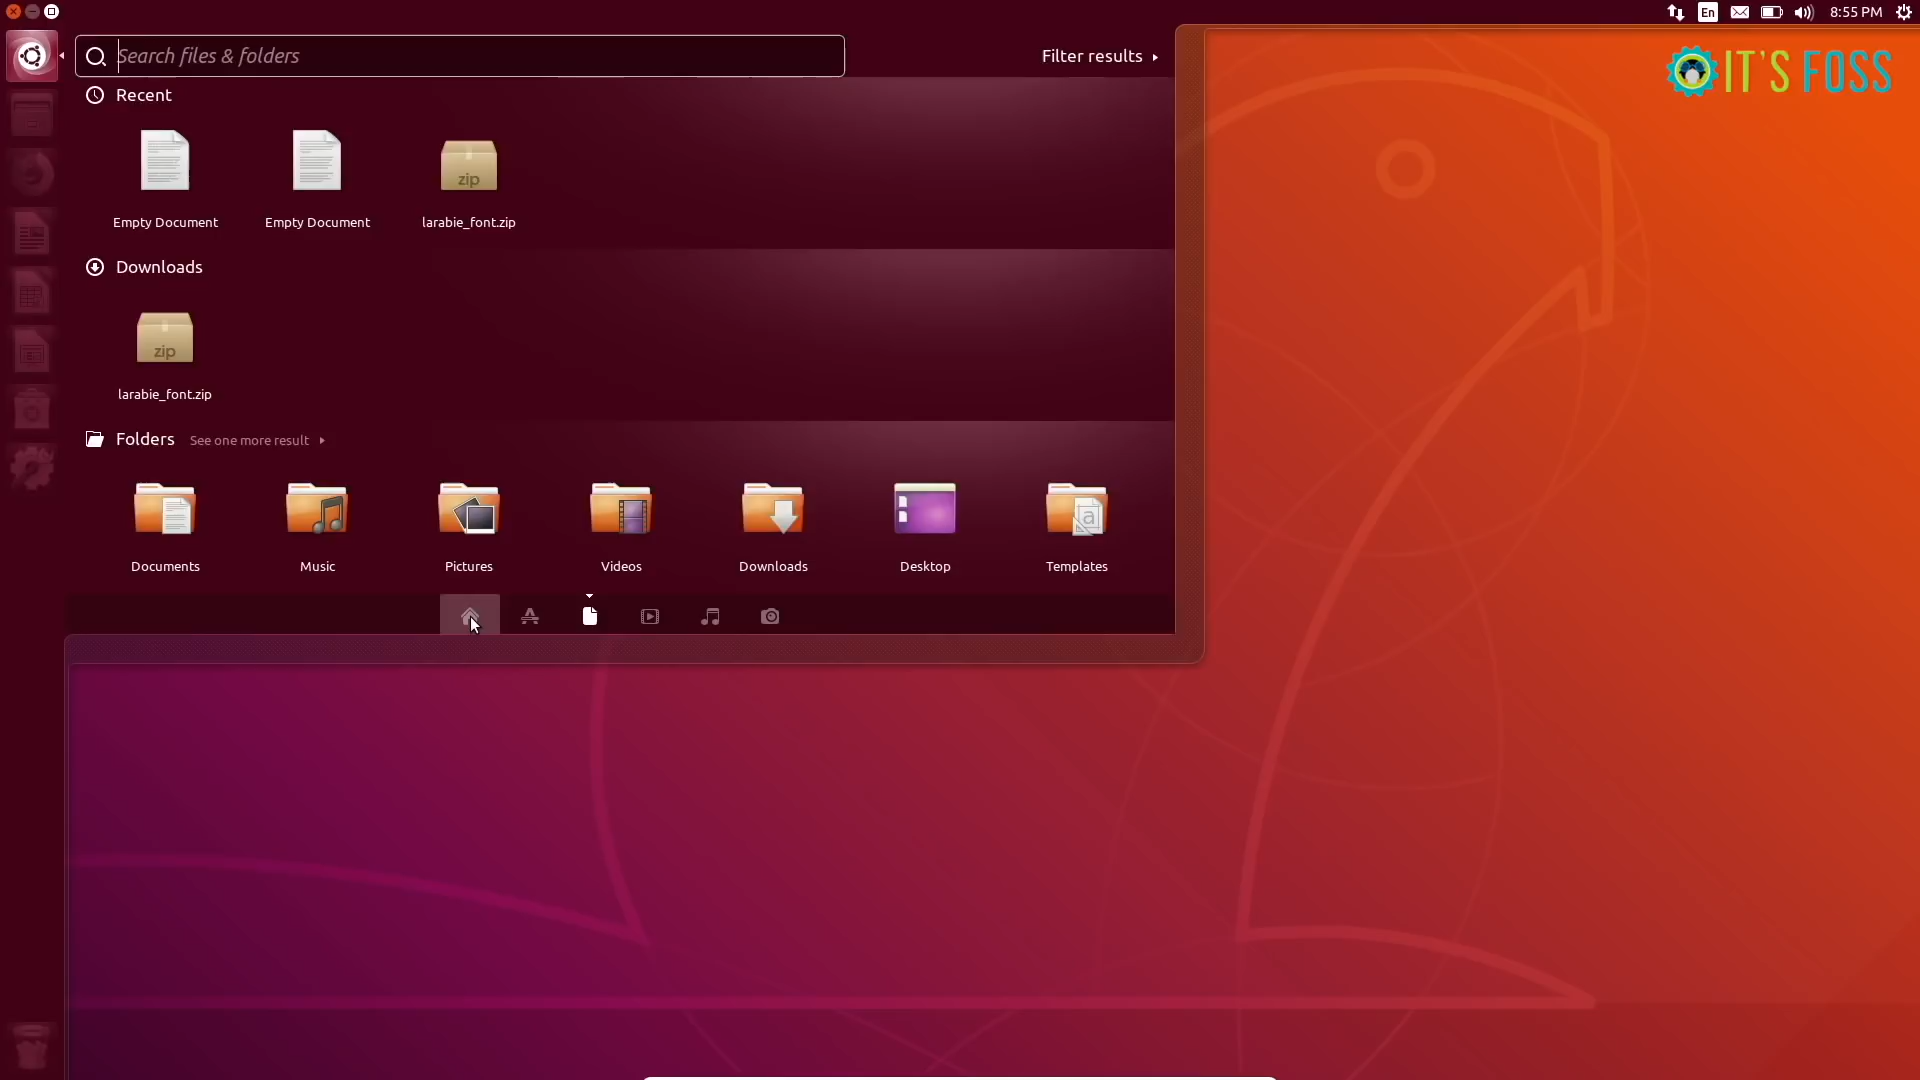 En
8:55 PM
Search files & folders
Filter results
IT'S FOSS
Recent
Empty Document
Empty Document
zip
larabie_font.zip
Downloads
zip
larabie_font.zip
Folders
See one more result
a
Documents
Music
Pictures
Videos
Downloads
Desktop
Templates